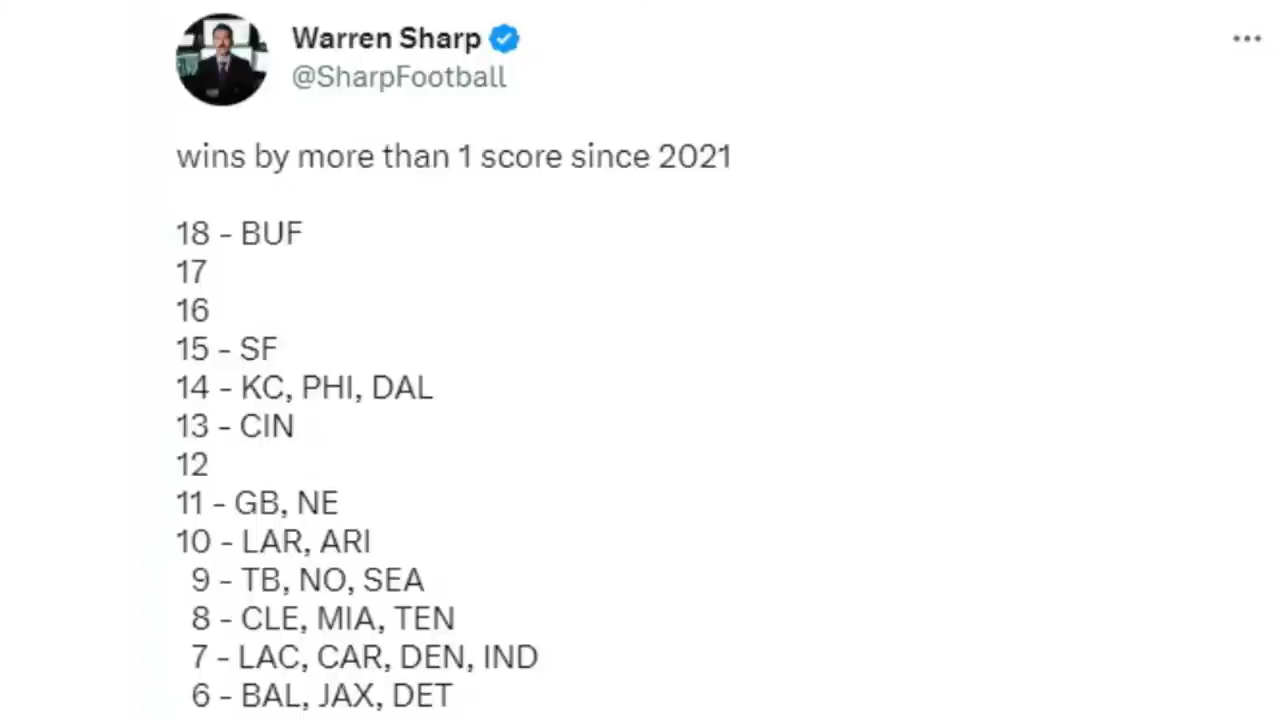 Warren Sharp
@SharpFootball
wins by more than 1 score since 2021
18 - BUF
17
16
15 - SF
14 - KC, PHI, DAL
13 - CIN
12
11 - GB, NE
10 - LAR, ARI
9 - TB, NO, SEA
8 - CLE, MIA, TEN
7 - LAC, CAR, DEN, IND
6 - BAL, JAX, DET